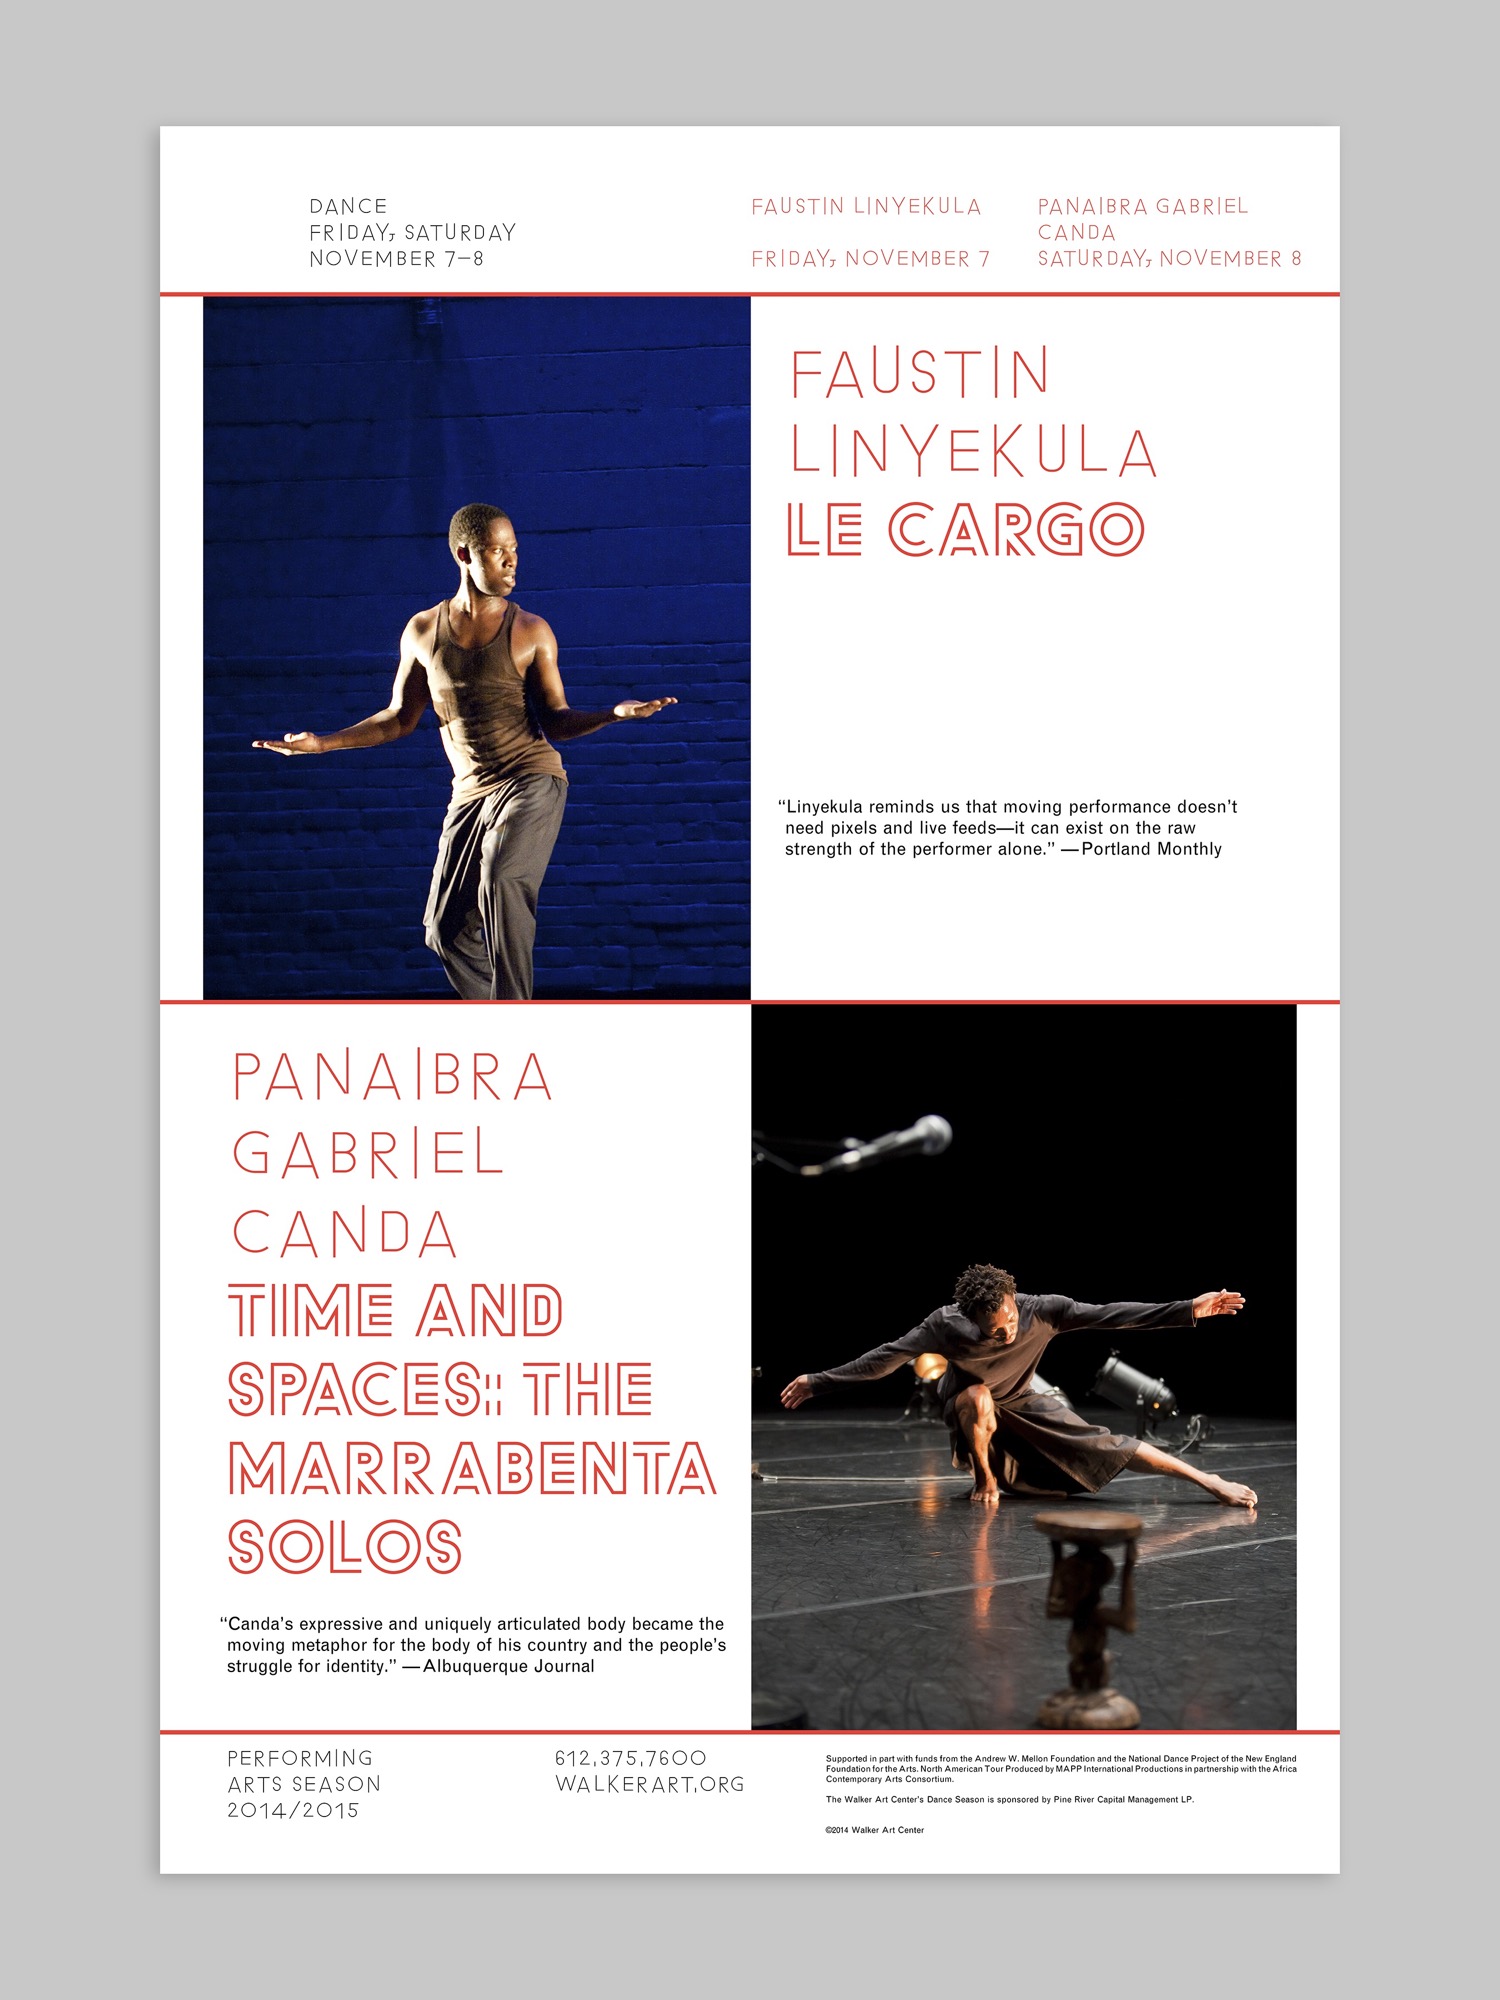 DANCE
FRIDAY, SATURDAY
NOVEMBER 7–8
FAUSTIN LINYEKULA
FRIDAY, NOVEMBER 7
PANAIBRA GABRIEL
CANDA
SATURDAY, NOVEMBER 8
FAUSTIN
LINYEKULA
LE CARGO
“Linyekula reminds us that moving performance doesn’t
need pixels and live feeds—it can exist on the raw
strength of the performer alone.” —Portland Monthly
PANAIBRA
GABRIEL
CANDA
TIME AND
SPACES: THE
MARRABENTA
SOLOS
“Canda’s expressive and uniquely articulated body became the
moving metaphor for the body of his country and the people’s
struggle for identity.” —Albuquerque Journal
PERFORMING
ARTS SEASON
2014/2015
612.375.7600
WALKERART.ORG
Supported in part with funds from the Andrew W. Mellon Foundation and the National Dance Project of the New England
Foundation for the Arts. North American Tour Produced by MAPP International Productions in partnership with the Africa
Contemporary Arts Consortium.
The Walker Art Center’s Dance Season is sponsored by Pine River Capital Management LP.
©2014 Walker Art Center